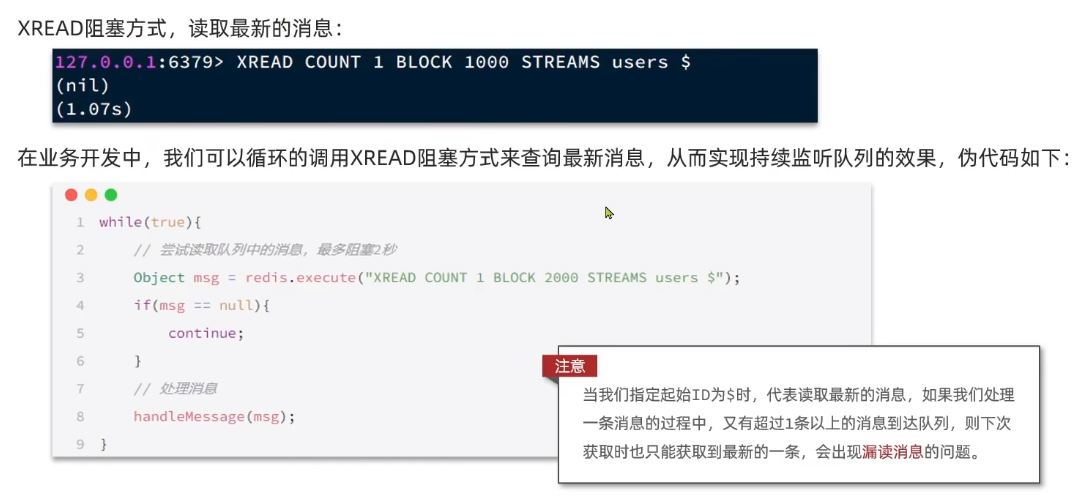 XREAD阻塞方式，读取最新的消息：
127.0.0.1:6379> XREAD COUNT 1 BLOCK 1000 STREAMS users $
(nil)
(1.07s)
在业务开发中，我们可以循环的调用XREAD阻塞方式来查询最新消息，从而实现持续监听队列的效果，伪代码如下：
1 while(true){
2 // 尝试读取队列中的消息，最多阻塞2秒
3 Object msg = redis.execute("XREAD COUNT 1 BLOCK 2000 STREAMS users $");
4 if(msg == null){
5 continue;
6 }
7 // 处理消息
8 handleMessage(msg);
9 }
注意
当我们指定起始ID为$时，代表读取最新的消息，如果我们处理
一条消息的过程中，又有超过1条以上的消息到达队列，则下次
获取时也只能获取到最新的一条，会出现漏读消息的问题。